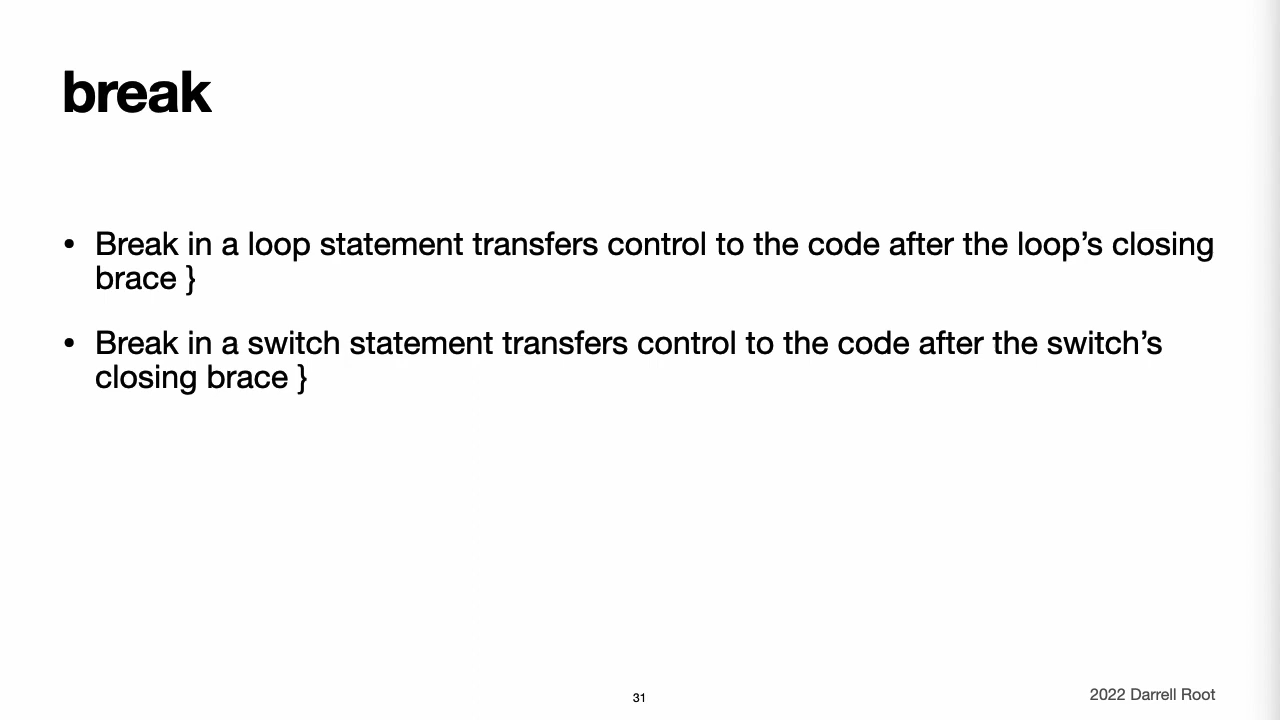 break
• Break in a loop statement transfers control to the code after the loop’s closing
brace }
• Break in a switch statement transfers control to the code after the switch’s
closing brace }
31
2022 Darrell Root